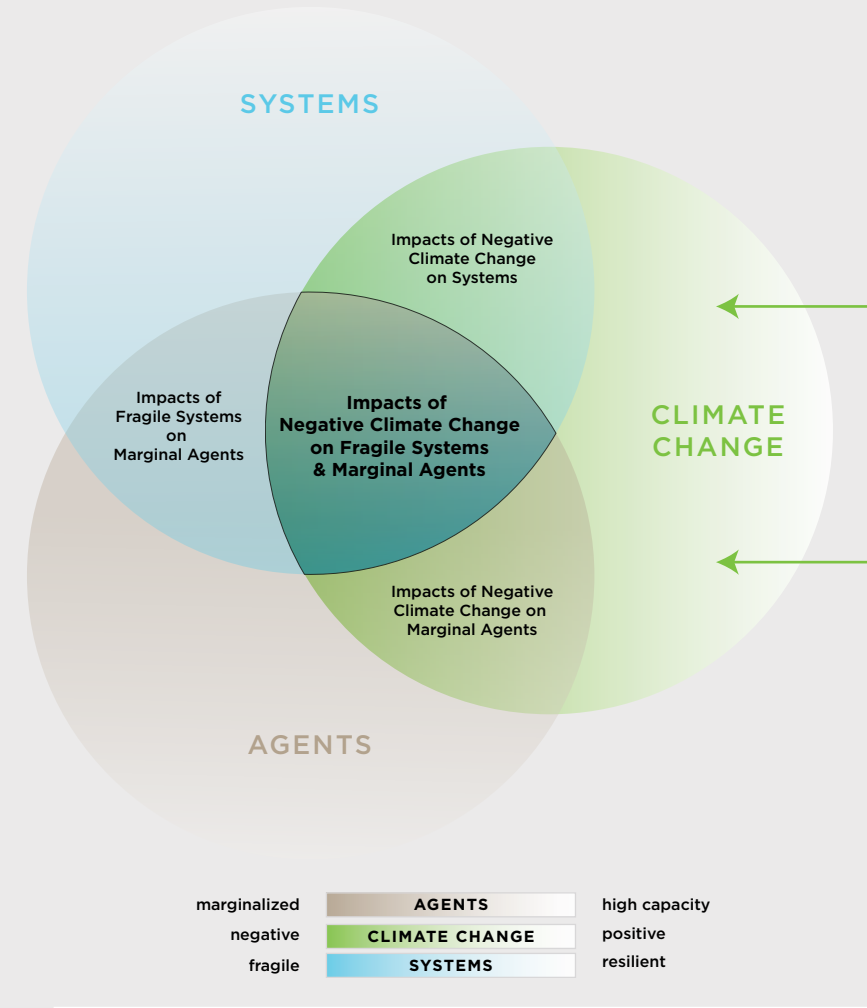 SYSTEMS
Impacts of Negative
Climate Change
on Systems
Impacts of
Fragile Systems
on
Marginal Agents
Impacts of
Negative Climate Change
on Fragile Systems
& Marginal Agents
CLIMATE
CHANGE
Impacts of Negative
Climate Change on
Marginal Agents
AGENTS
marginalized AGENTS high capacity
negative CLIMATE CHANGE positive
fragile SYSTEMS resilient